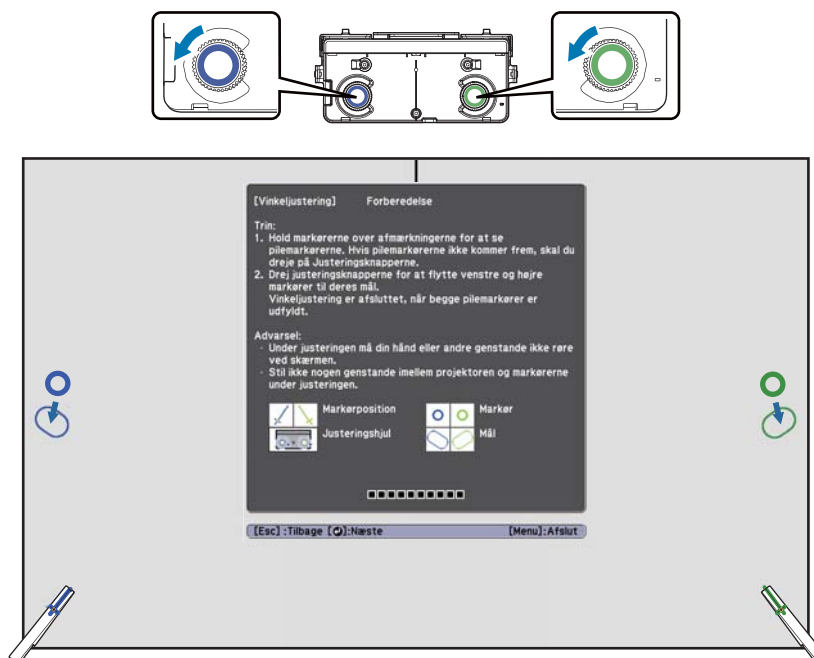 [Vinkeljustering] Forberedelse
Trin:
1. Hold markørerne over afmærkningerne for at se
pilemarkørerne. Hvis pilemarkørerne ikke kommer frem, skal du
dreje på Justeringsknapperne.
2. Drej justeringsknapperne for at flytte venstre og højre
markører til deres mål.
Vinkeljustering er afsluttet, når begge pilemarkører er
udfyldt.
Advarsel:
· Under justeringen må din hånd eller andre genstande ikke røre
ved skærmen.
· Stil ikke nogen genstande imellem projektoren og markørerne
under justeringen.
Markørposition Markør
Justeringshjul Mål
[Esc] :Tilbage [⏎]:Næste [Menu]:Afslut